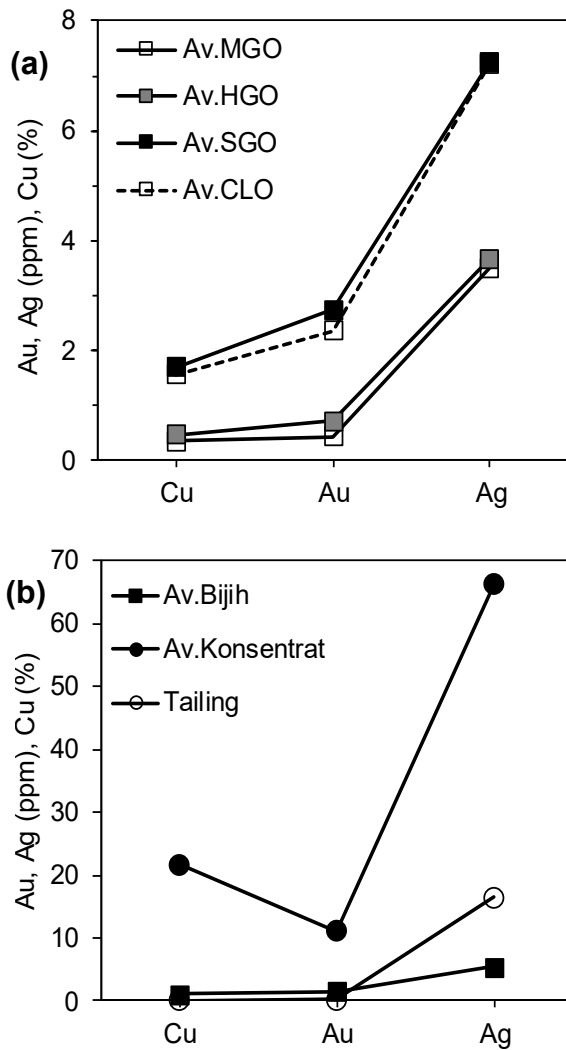 (a)
Av.MGO
Av.HGO
Av.SGO
Av.CLO
Au, Ag (ppm), Cu (%)
8
6
4
2
0
Cu Au Ag
(b)
Av.Bijih
Av.Konsentrat
Tailing
Au, Ag (ppm), Cu (%)
70
60
50
40
30
20
10
0
Cu Au Ag